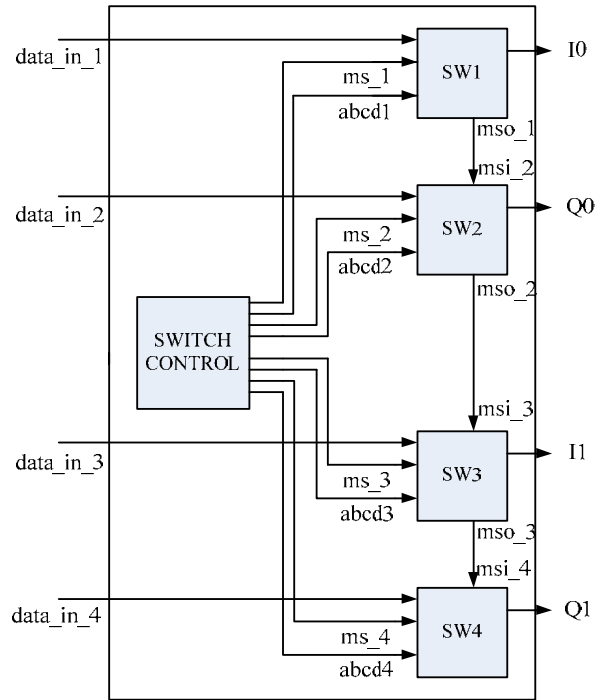 data_in_1
ms_1
abcd1
SW1
I0
mso_1
msi_2
data_in_2
ms_2
abcd2
SW2
Q0
mso_2
SWITCH
CONTROL
msi_3
data_in_3
ms_3
abcd3
SW3
I1
mso_3
msi_4
data_in_4
ms_4
abcd4
SW4
Q1